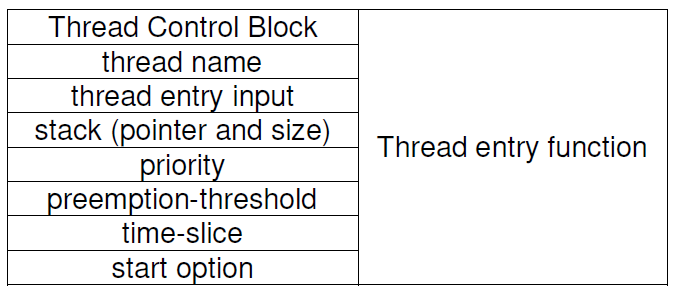 Thread Control Block
thread name
thread entry input
stack (pointer and size)
priority
preemption-threshold
time-slice
start option
Thread entry function